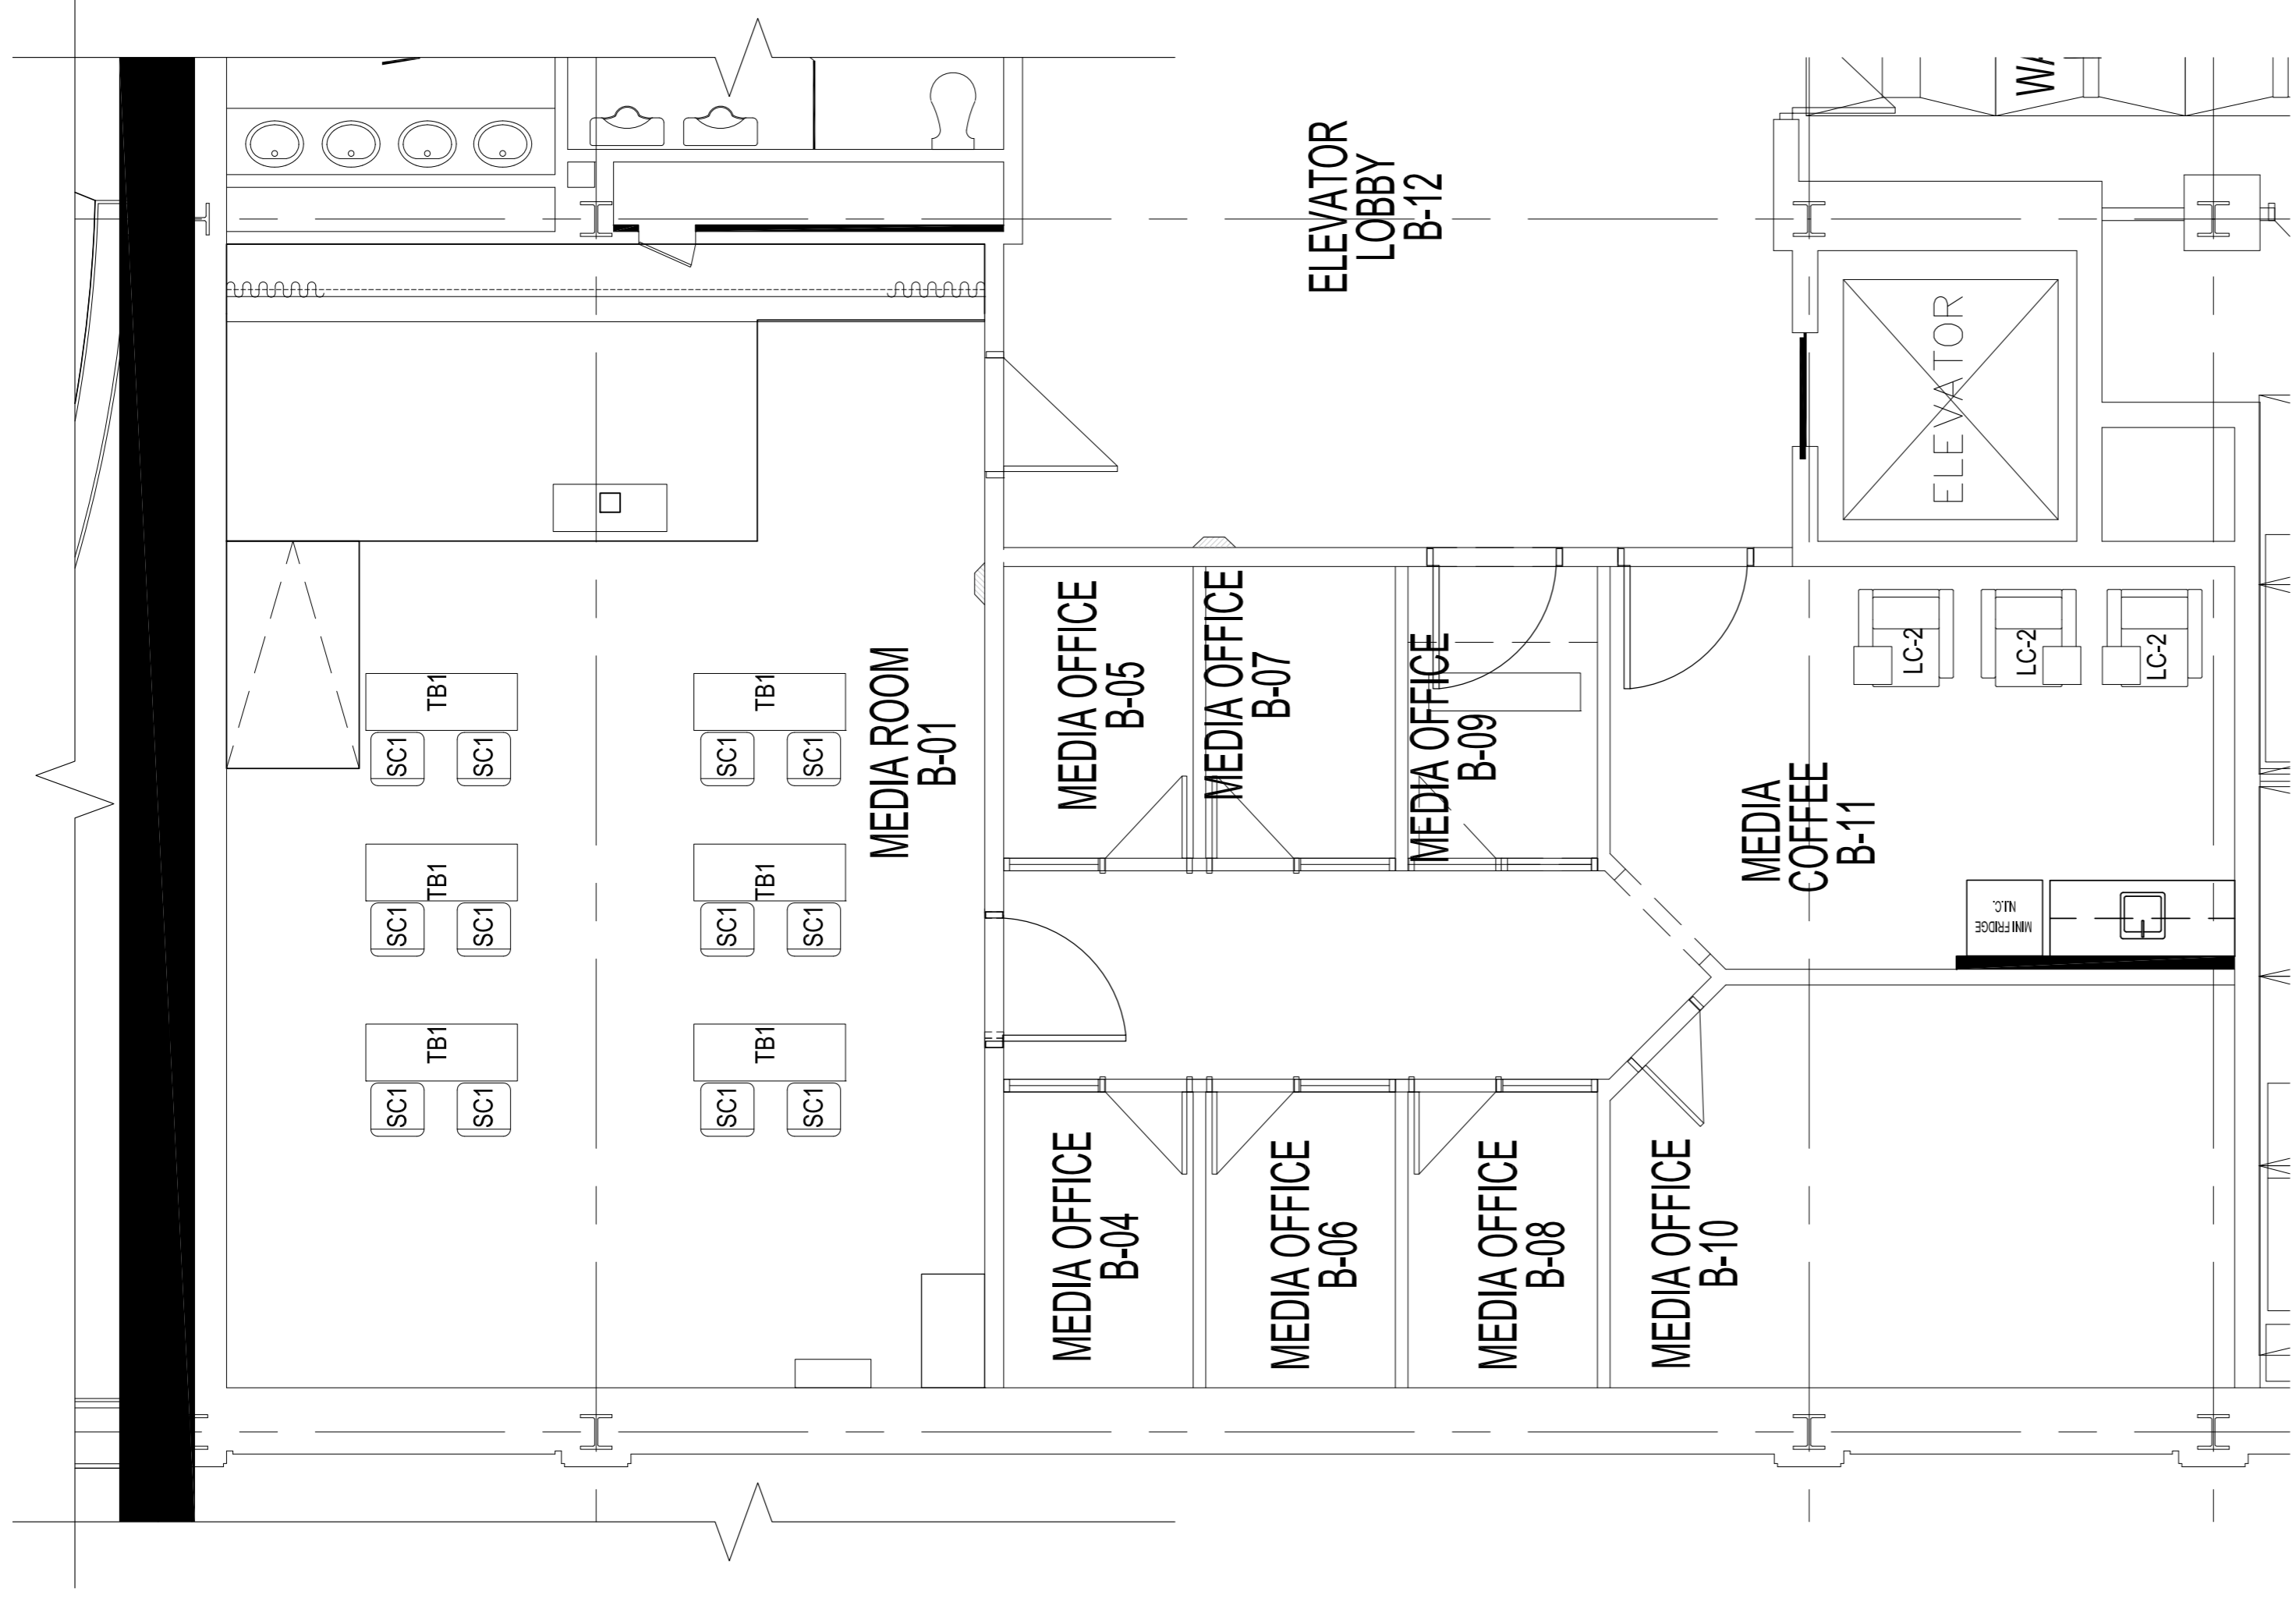 WA
ELEVATOR
LOBBY
B-12
ELEVATOR
MEDIA ROOM
B-01
MEDIA OFFICE
B-05
MEDIA OFFICE
B-07
MEDIA OFFICE
B-09
LC-2
LC-2
LC-2
TB1
TB1
SC1
SC1
SC1
SC1
MEDIA
COFFEE
B-11
TB1
TB1
SC1
SC1
SC1
SC1
MINI FRIDGE
N.I.C.
TB1
TB1
SC1
SC1
SC1
SC1
MEDIA OFFICE
B-04
MEDIA OFFICE
B-06
MEDIA OFFICE
B-08
MEDIA OFFICE
B-10